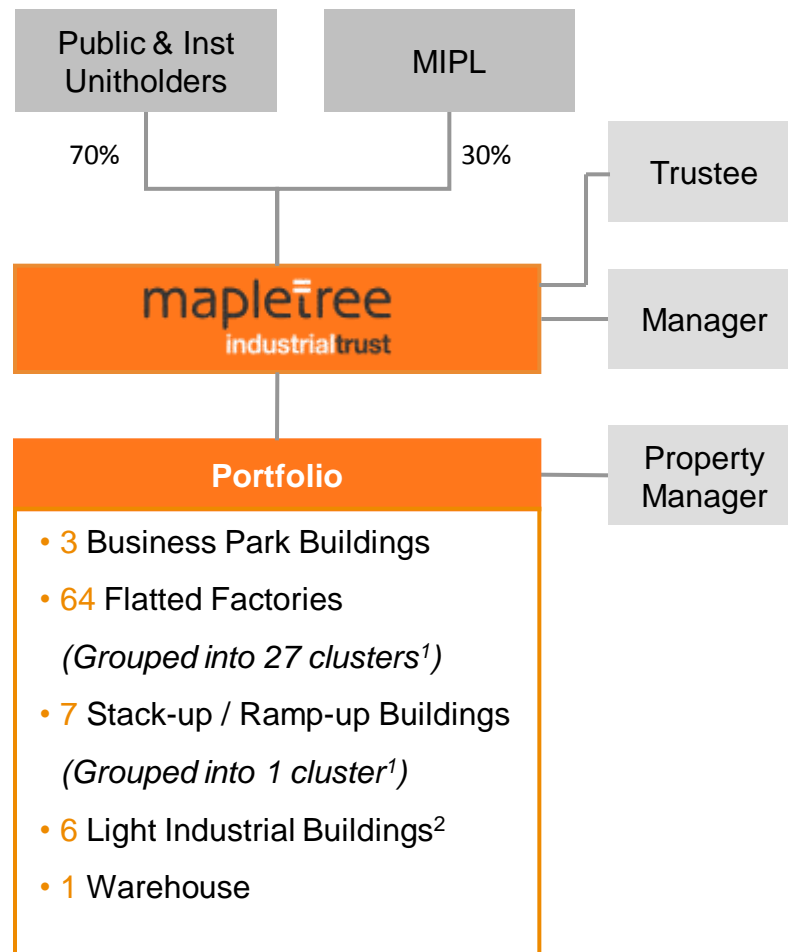 Public & Inst
Unitholders
MIPL
70%
30%
Trustee
mapletree
industrialtrust
Manager
Portfolio
Property
Manager
• 3 Business Park Buildings
• 64 Flatted Factories
(Grouped into 27 clusters¹)
• 7 Stack-up / Ramp-up Buildings
(Grouped into 1 cluster¹)
• 6 Light Industrial Buildings²
• 1 Warehouse